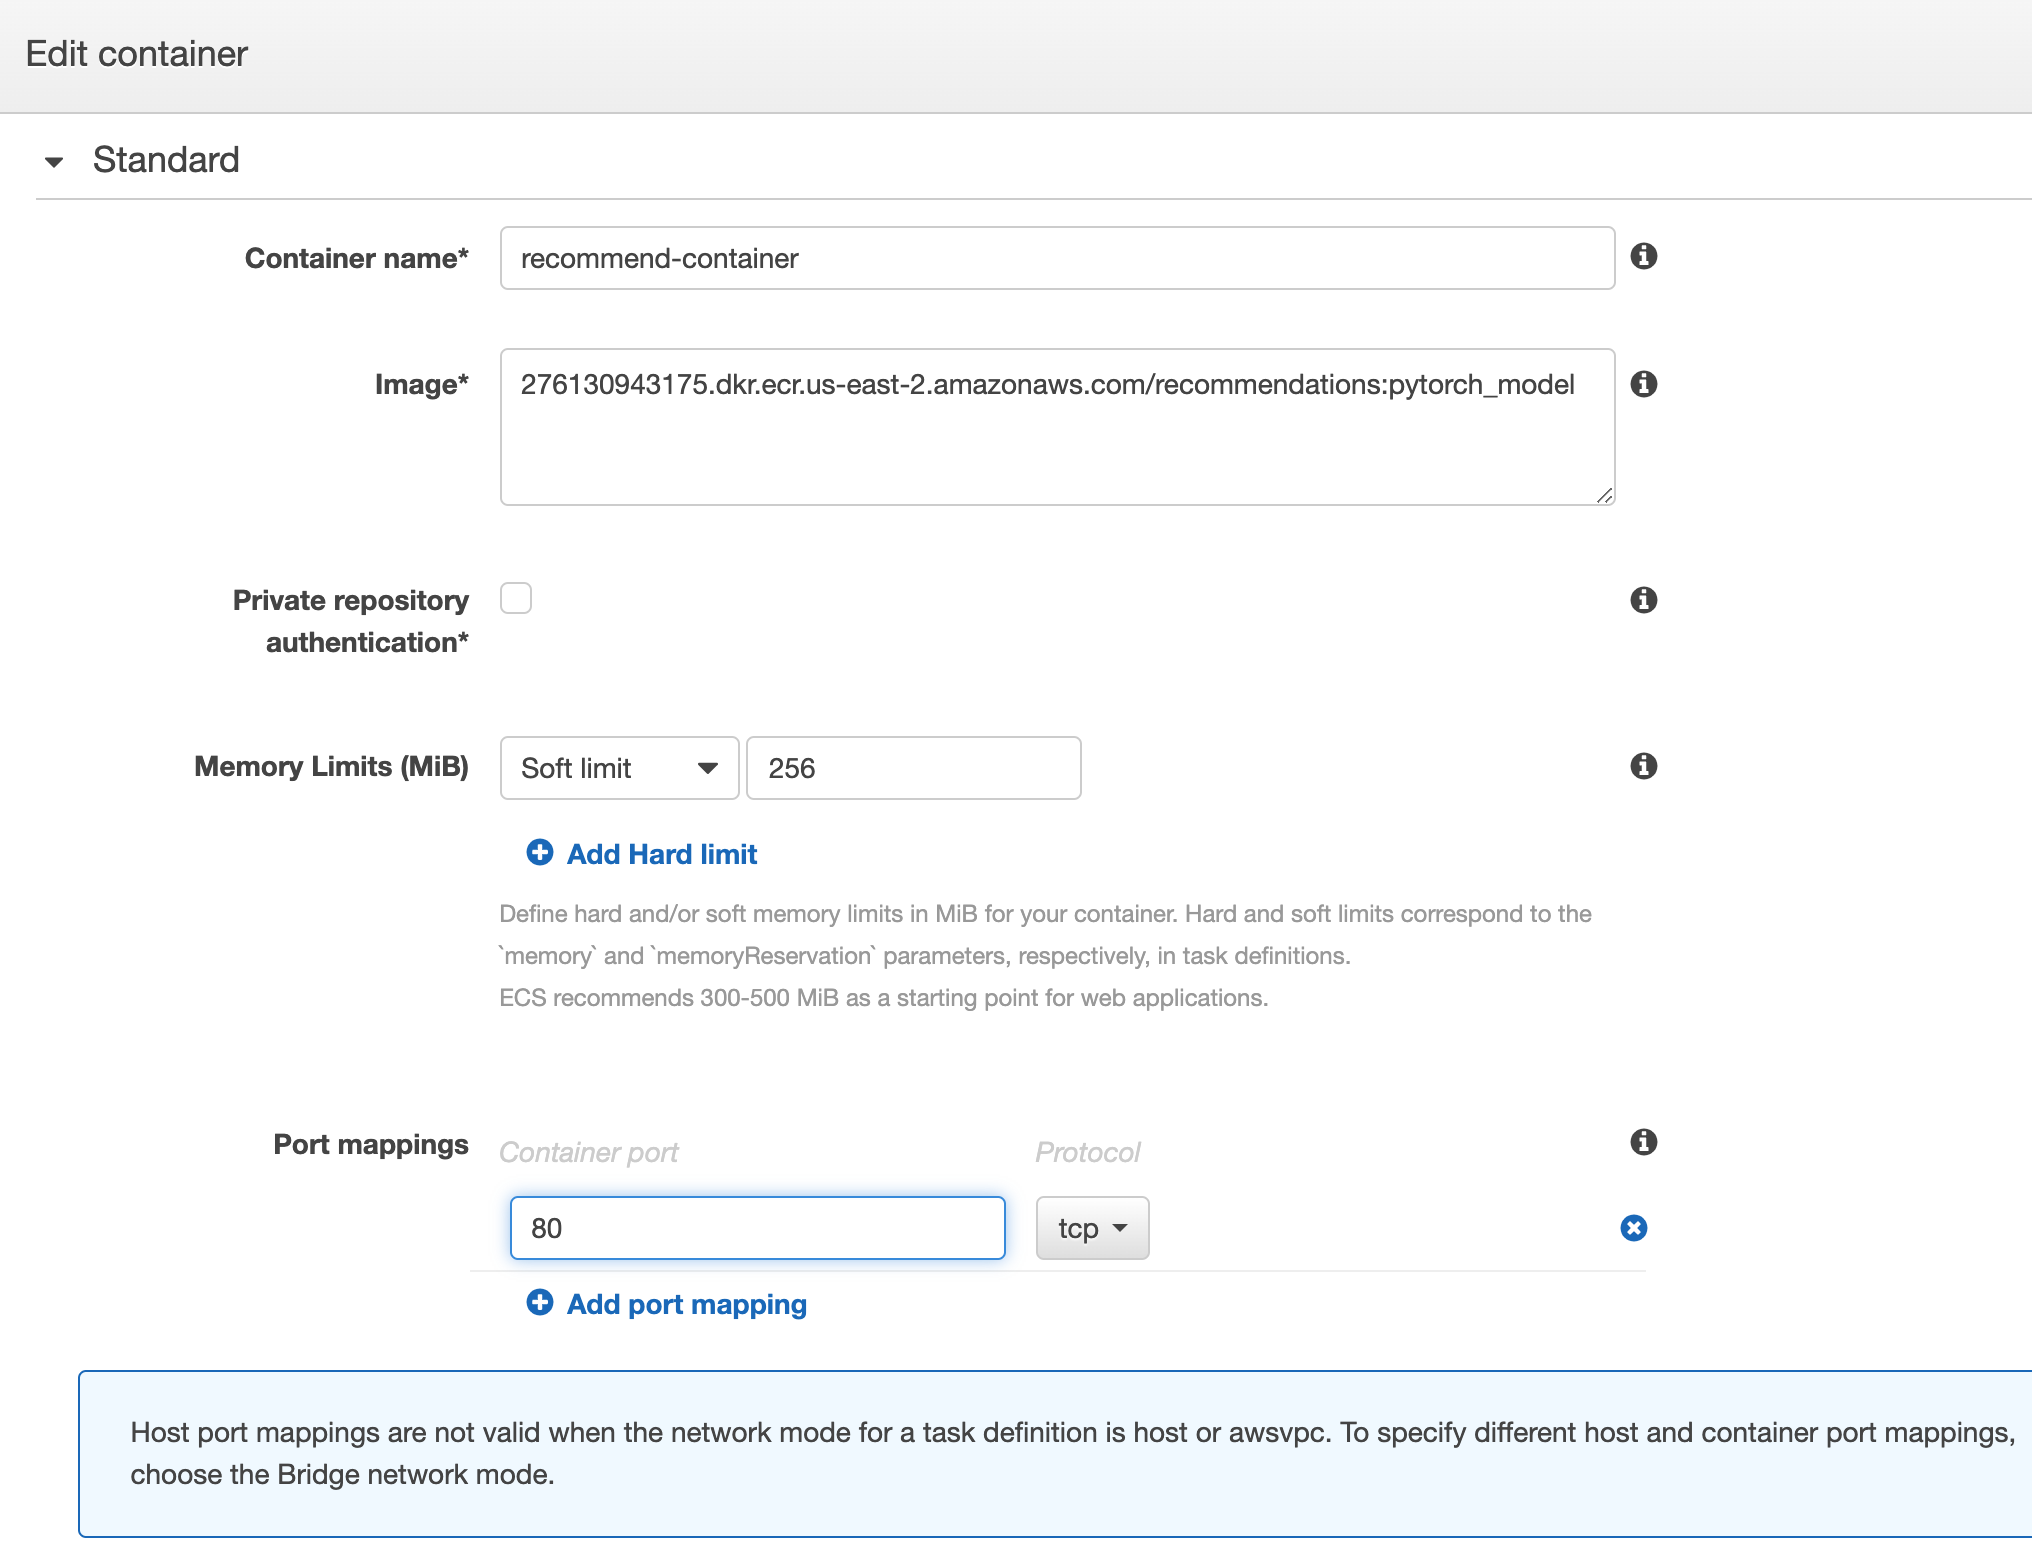 Edit container
Standard
Container name*
recommend-container
Image*
276130943175.dkr.ecr.us-east-2.amazonaws.com/recommendations:pytorch_model
Private repository
authentication*
Memory Limits (MiB)
Soft limit
256
Add Hard limit
Define hard and/or soft memory limits in MiB for your container. Hard and soft limits correspond to the
`memory` and `memoryReservation` parameters, respectively, in task definitions.
ECS recommends 300-500 MiB as a starting point for web applications.
Port mappings
Container port
Protocol
80
tcp
Add port mapping
Host port mappings are not valid when the network mode for a task definition is host or awsvpc. To specify different host and container port mappings,
choose the Bridge network mode.